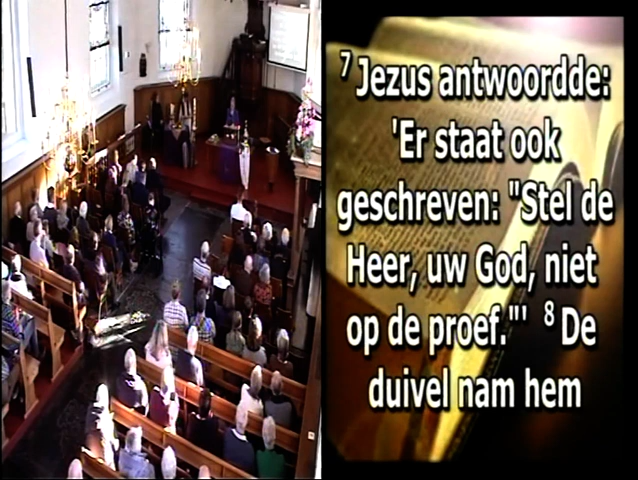 7 Jezus antwoordde:
'Er staat ook
geschreven: "Stel de
Heer, uw God, niet
op de proef."' 8 De
duivel nam hem